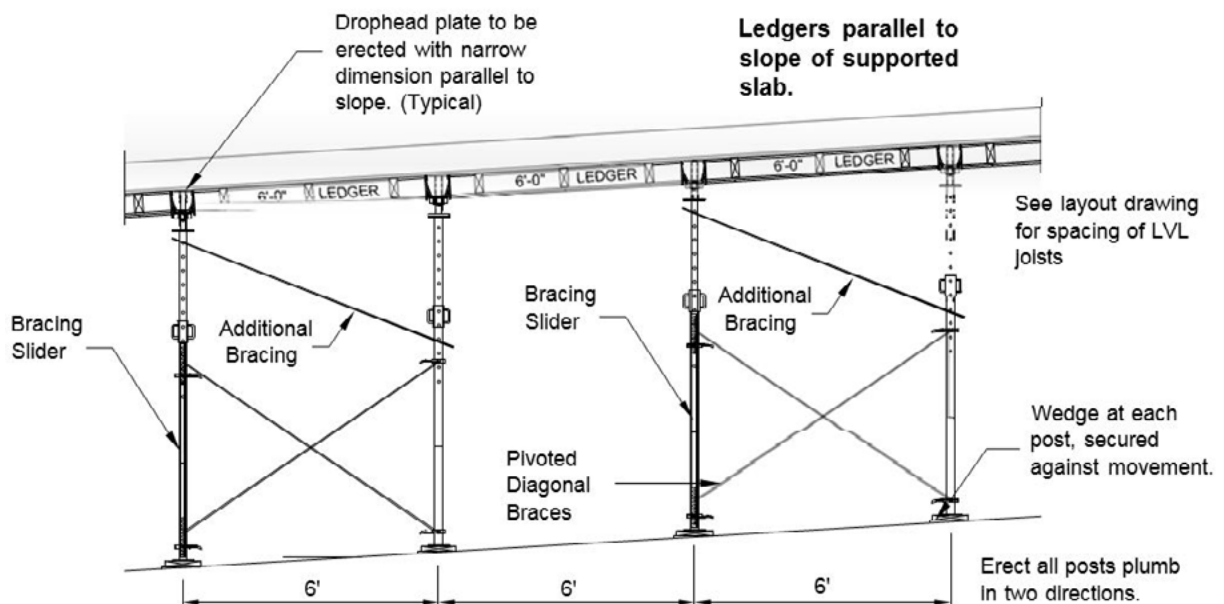 Drophead plate to be
erected with narrow
dimension parallel to
slope. (Typical)
Ledgers parallel to
slope of supported
slab.
6'-0" LEDGER
6'-0" LEDGER
6'-0" LEDGER
See layout drawing
for spacing of LVL
joists
Bracing
Slider
Additional
Bracing
Bracing
Slider
Additional
Bracing
Pivoted
Diagonal
Braces
Wedge at each
post, secured
against movement.
6'
6'
6'
Erect all posts plumb
in two directions.